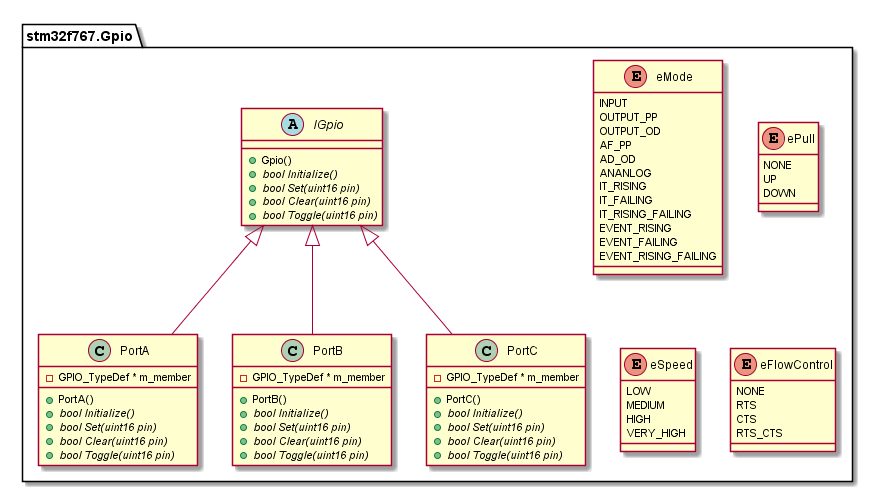 stm32f767.Gpio
A IGpio
Gpio()
bool Initialize()
bool Set(uint16 pin)
bool Clear(uint16 pin)
bool Toggle(uint16 pin)
E eMode
INPUT
OUTPUT_PP
OUTPUT_OD
AF_PP
AD_OD
ANANLOG
IT_RISING
IT_FAILING
IT_RISING_FAILING
EVENT_RISING
EVENT_FAILING
EVENT_RISING_FAILING
E ePull
NONE
UP
DOWN
C PortA
GPIO_TypeDef * m_member
PortA()
bool Initialize()
bool Set(uint16 pin)
bool Clear(uint16 pin)
bool Toggle(uint16 pin)
C PortB
GPIO_TypeDef * m_member
PortB()
bool Initialize()
bool Set(uint16 pin)
bool Clear(uint16 pin)
bool Toggle(uint16 pin)
C PortC
GPIO_TypeDef * m_member
PortC()
bool Initialize()
bool Set(uint16 pin)
bool Clear(uint16 pin)
bool Toggle(uint16 pin)
E eSpeed
LOW
MEDIUM
HIGH
VERY_HIGH
E eFlowControl
NONE
RTS
CTS
RTS_CTS